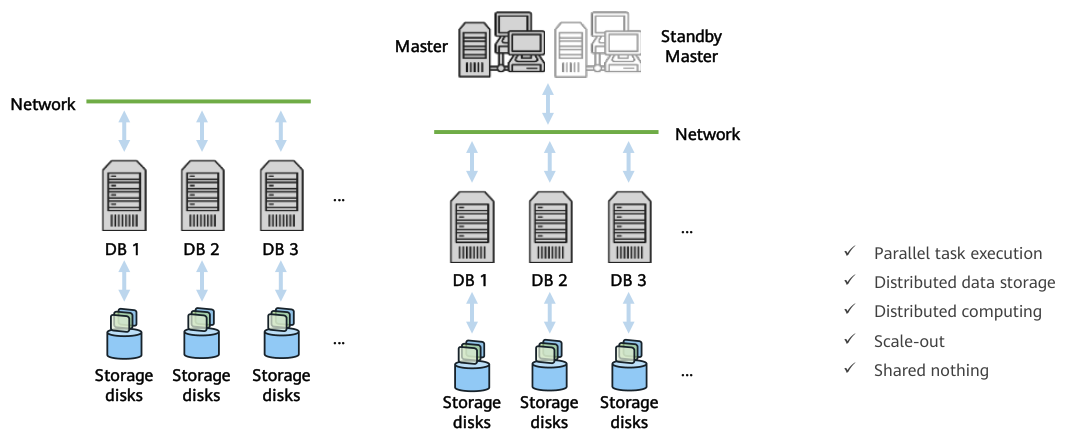 Network
DB 1
DB 2
DB 3
...
Storage
disks
Storage
disks
Storage
disks
...
Master
Standby
Master
Network
DB 1
DB 2
DB 3
...
Storage
disks
Storage
disks
Storage
disks
...
✓ Parallel task execution
✓ Distributed data storage
✓ Distributed computing
✓ Scale-out
✓ Shared nothing